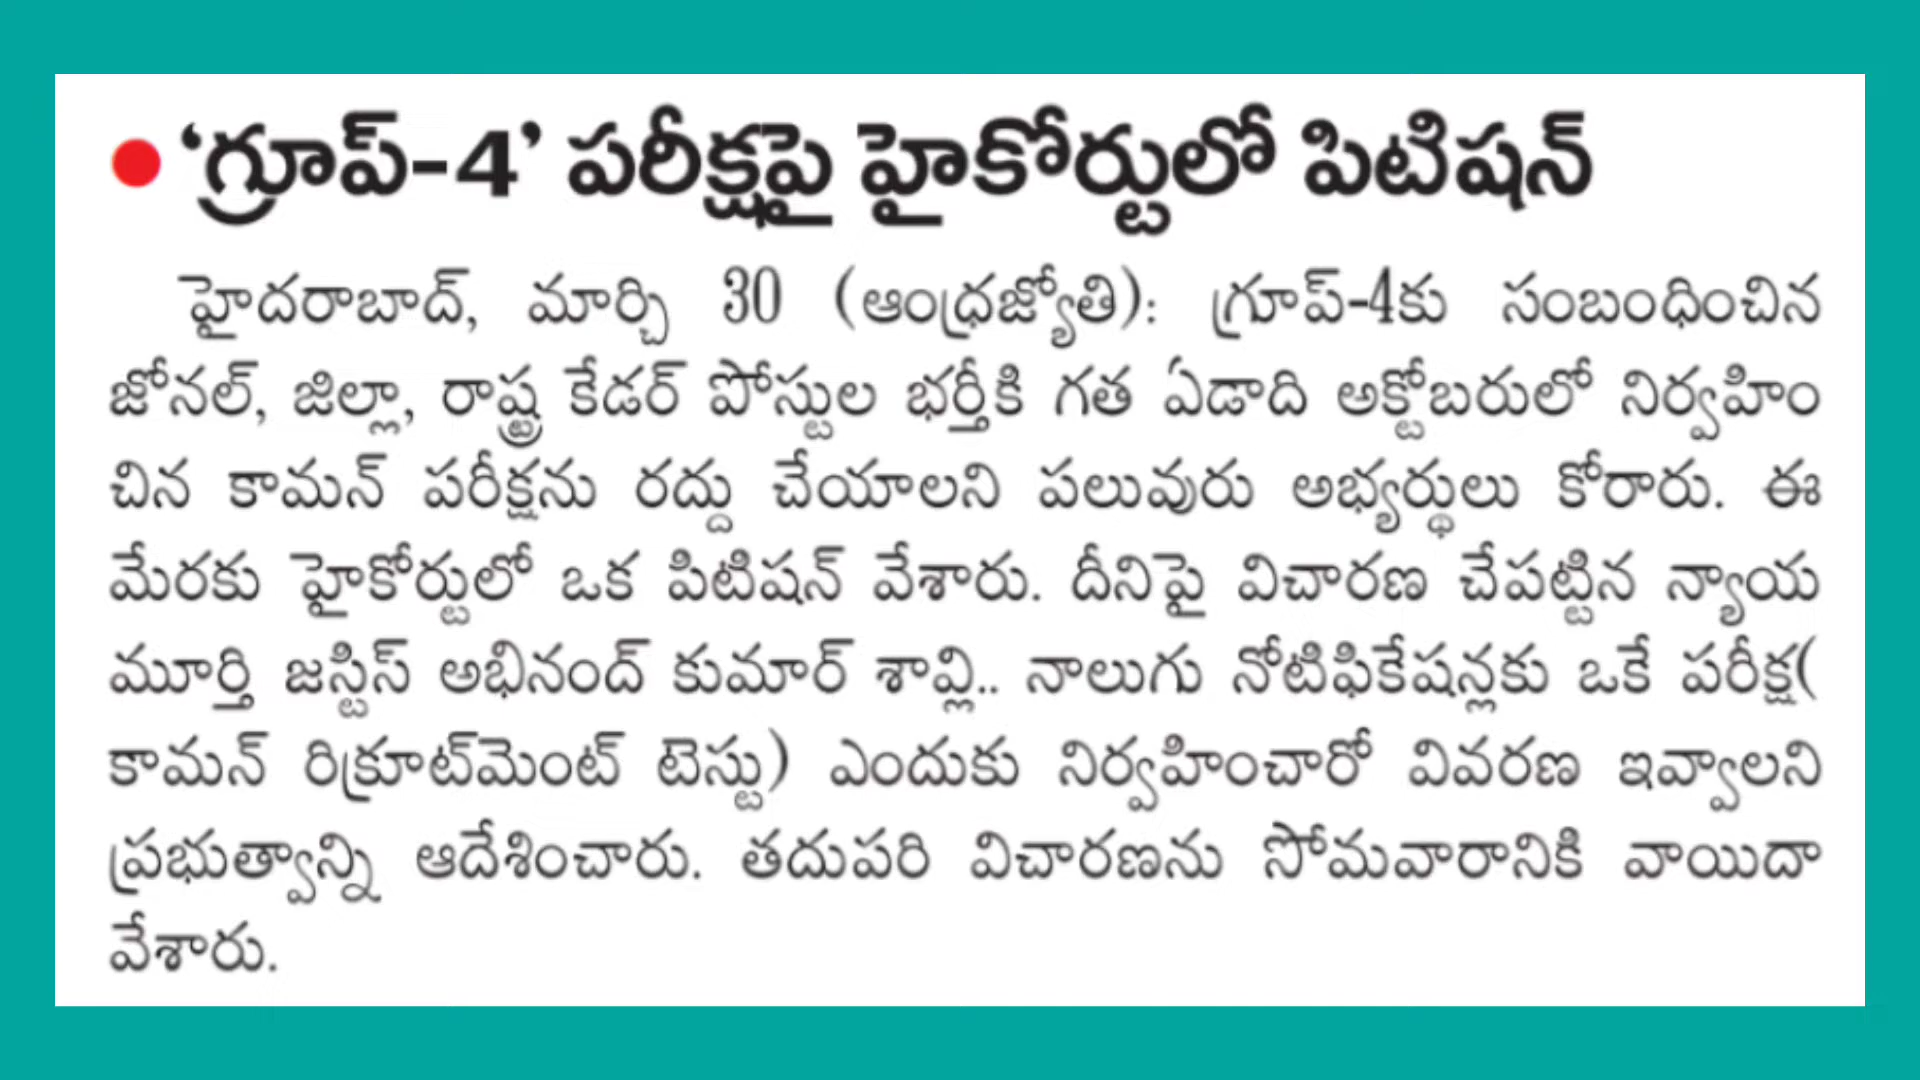 ‘గ్రూప్-4’ పరీక్షపై హైకోర్టులో పిటిషన్
హైదరాబాద్, మార్చి 30 (ఆంధ్రజ్యోతి): గ్రూప్-4కు సంబంధించిన
జోనల్, జిల్లా, రాష్ట్ర కేడర్ పోస్టుల భర్తీకి గత ఏడాది అక్టోబరులో నిర్వహిం
చిన కామన్ పరీక్షను రద్దు చేయాలని పలువురు అభ్యర్థులు కోరారు. ఈ
మేరకు హైకోర్టులో ఒక పిటిషన్ వేశారు. దీనిపై విచారణ చేపట్టిన న్యాయ
మూర్తి జస్టిస్ అభినంద్ కుమార్ శావ్లి.. నాలుగు నోటిఫికేషన్లకు ఒకే పరీక్ష(
కామన్ రిక్రూట్‌మెంట్ టెస్టు) ఎందుకు నిర్వహించారో వివరణ ఇవ్వాలని
ప్రభుత్వాన్ని ఆదేశించారు. తదుపరి విచారణను సోమవారానికి వాయిదా
వేశారు.